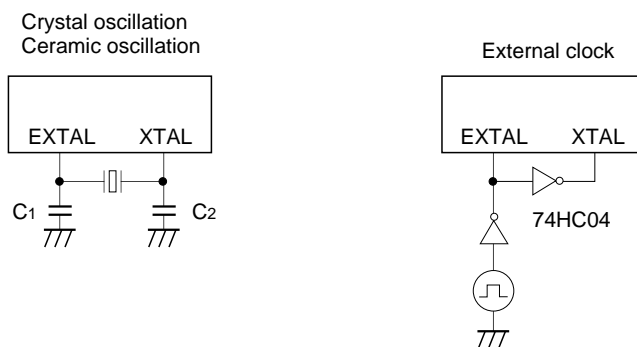 Crystal oscillation
Ceramic oscillation
EXTAL XTAL
C1 C2
External clock
EXTAL XTAL
74HC04